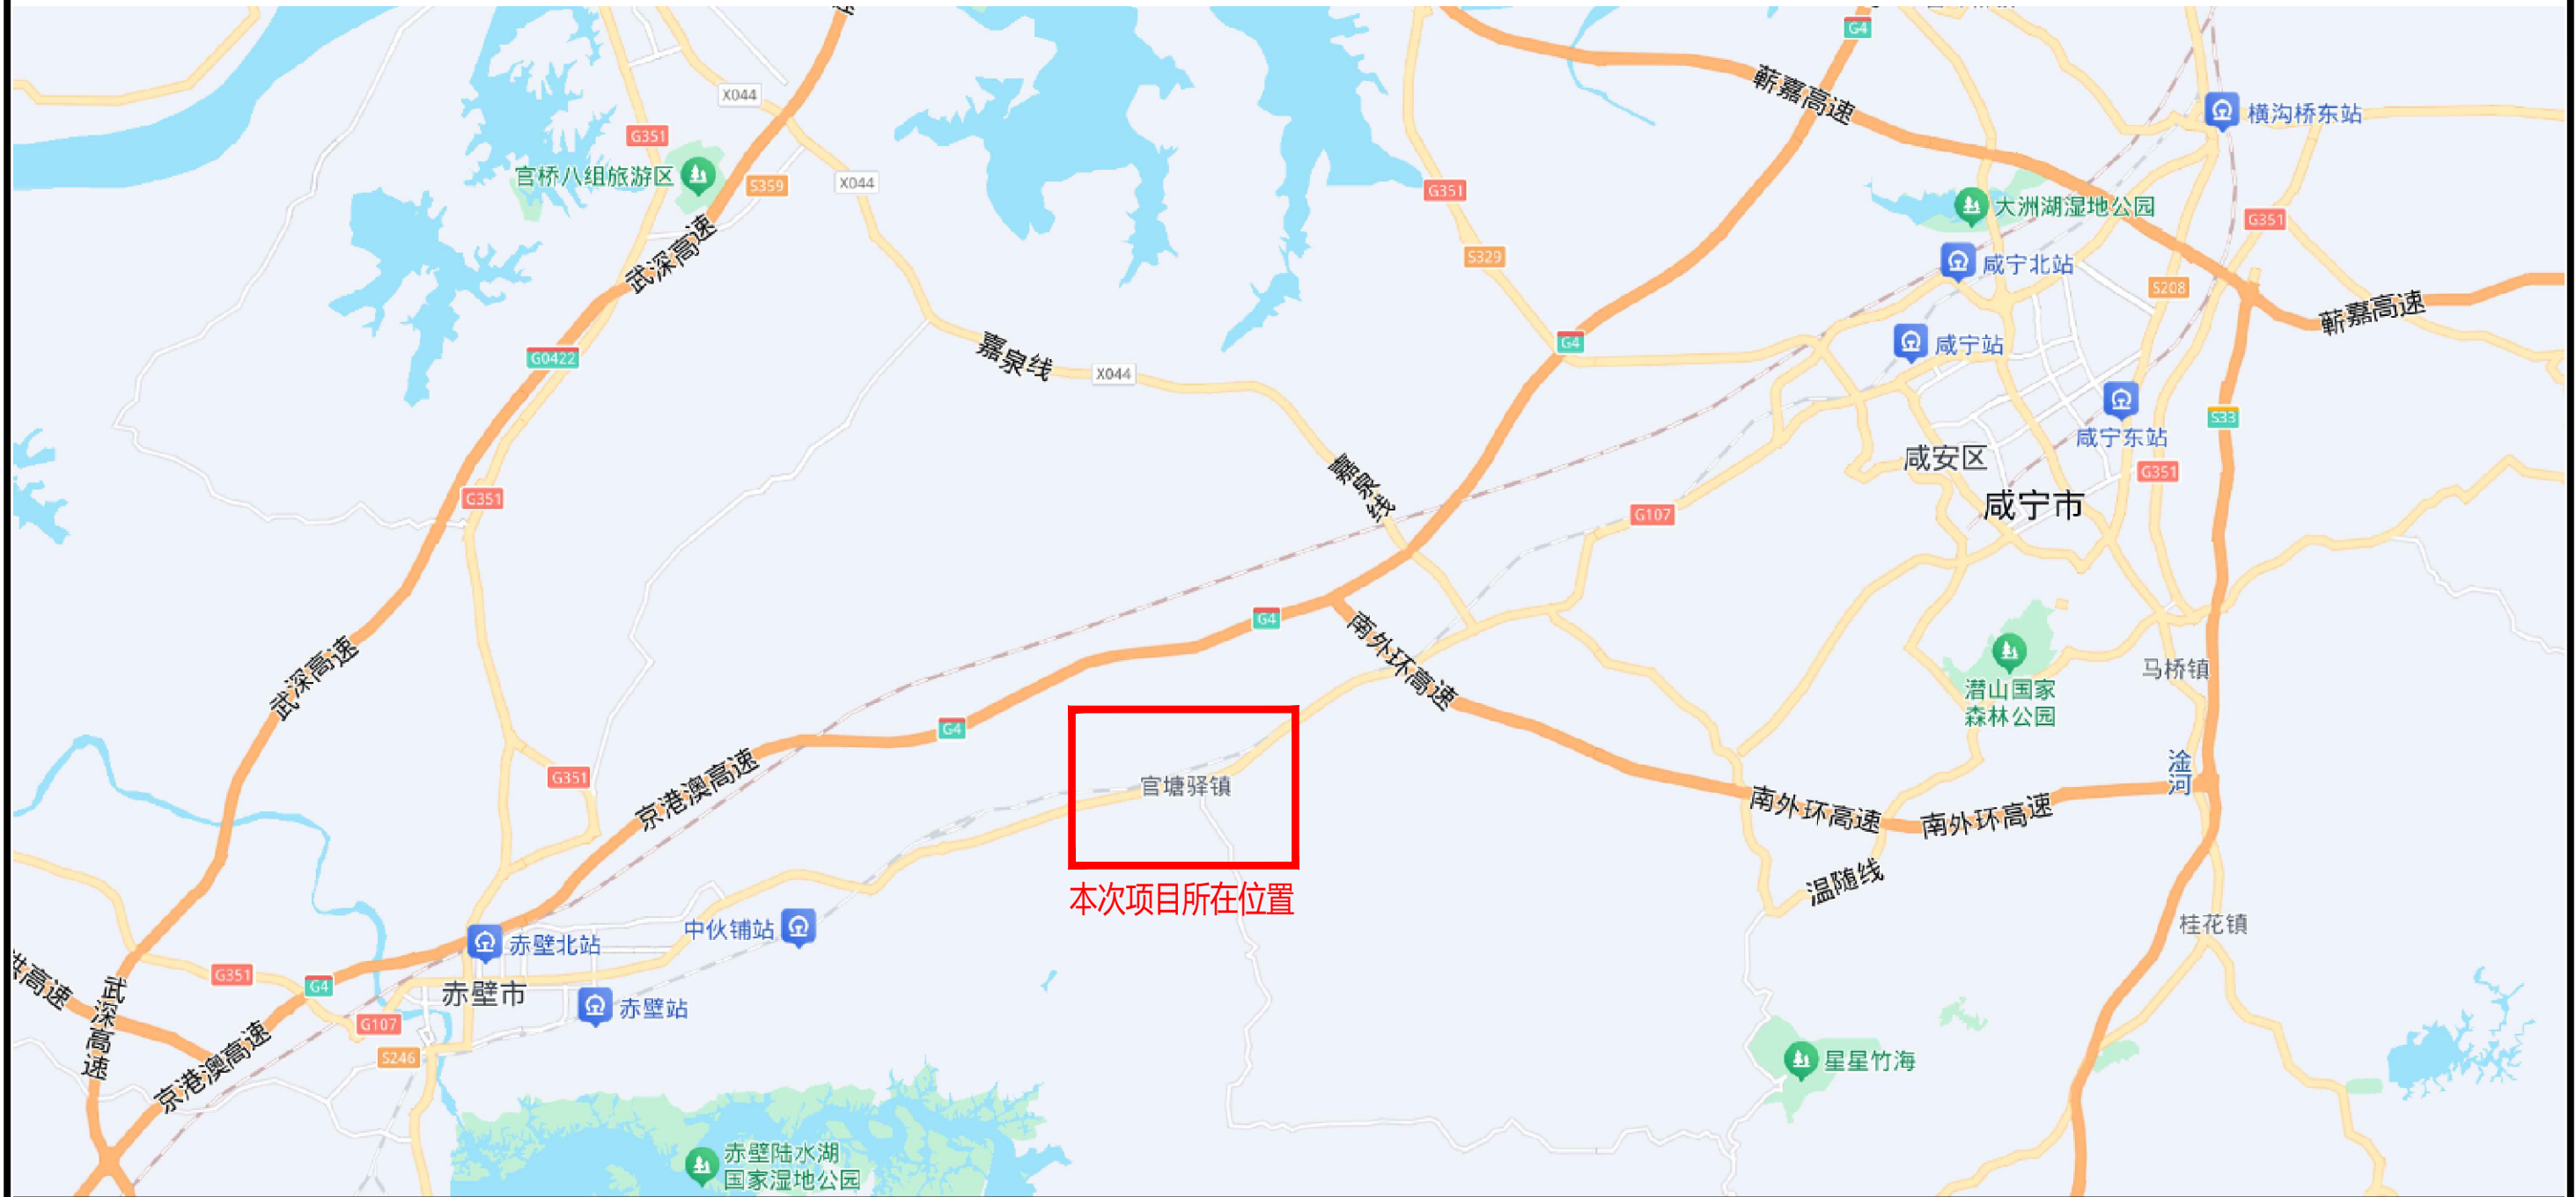 G4
蕲嘉高速
X044
横沟桥东站
G351
官桥八组旅游区
S359
X044
G351
大洲湖湿地公园
G351
武深高速
S329
咸宁北站
S208
蕲嘉高速
G0422
嘉泉线
X044
G4
咸宁站
咸宁东站
S33
咸安区
G351
嘉泉线
G351
G107
咸宁市
武深高速
G4
南外环高速
马桥镇
潜山国家
森林公园
G4
京港澳高速
G351
官塘驿镇
淦河
南外环高速
南外环高速
温随线
本次项目所在位置
中伙铺站
赤壁北站
桂花镇
G351
G4
洪高速
武深高速
赤壁市
赤壁站
G107
S246
京港澳高速
星星竹海
赤壁陆水湖
国家湿地公园